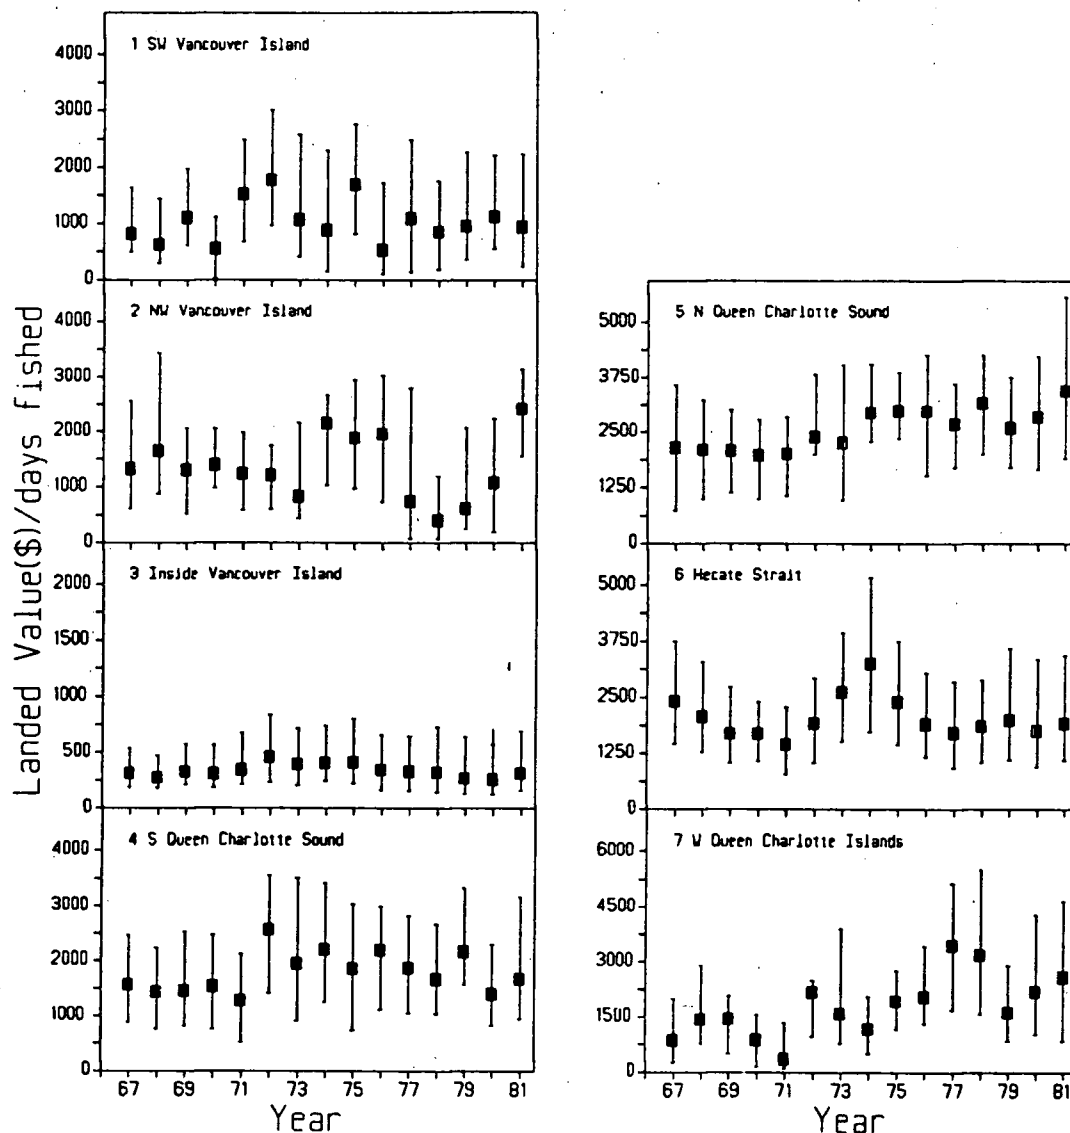 Landed Value($)/days fished
1 SW Vancouver Island
4000
3000
2000
1000
0
2 NW Vancouver Island
4000
3000
2000
1000
0
3 Inside Vancouver Island
2000
1500
1000
500
0
4 S Queen Charlotte Sound
4000
3000
2000
1000
0
67 69 71 73 75 77 79 81
Year
5 N Queen Charlotte Sound
5000
3750
2500
1250
0
6 Hecate Strait
5000
3750
2500
1250
0
7 W Queen Charlotte Islands
6000
4500
3000
1500
0
67 69 71 73 75 77 79 81
Year